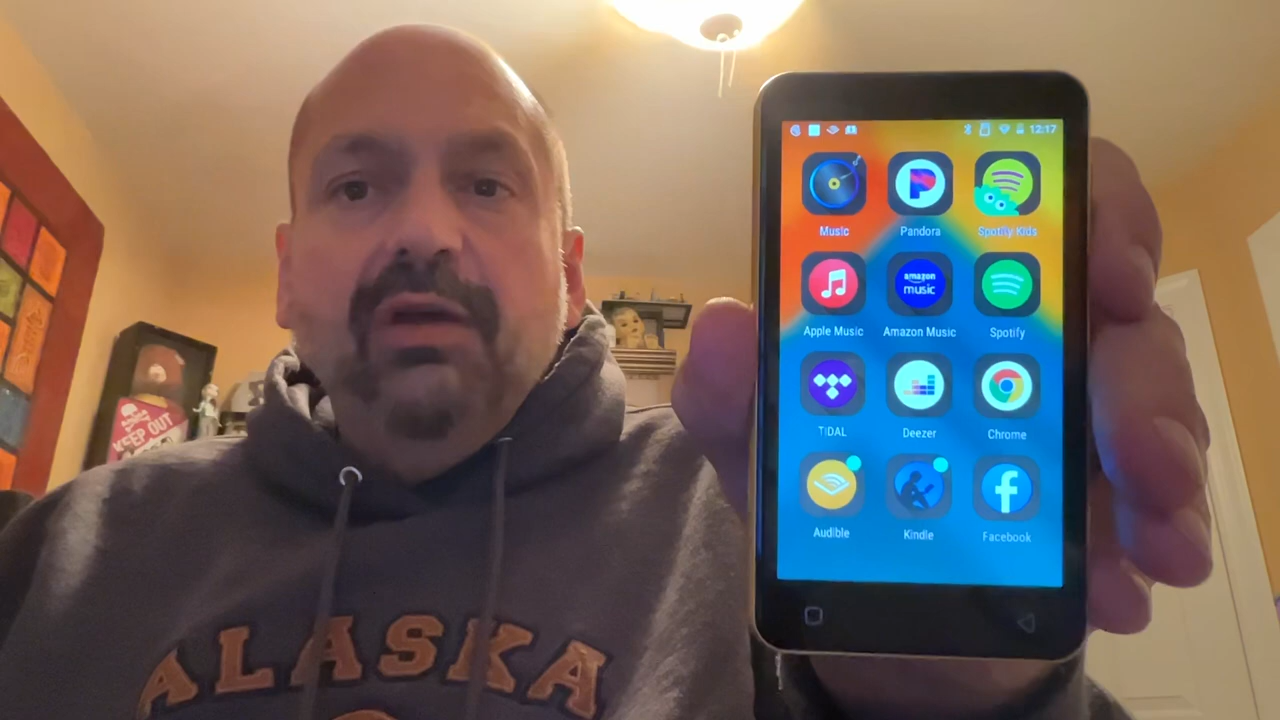 12:17
Music Pandora Spotify Kids
amazon
music
Apple Music Amazon Music Spotify
TIDAL Deezer Chrome
Audible Kindle Facebook
KEEP OUT
ALASKA